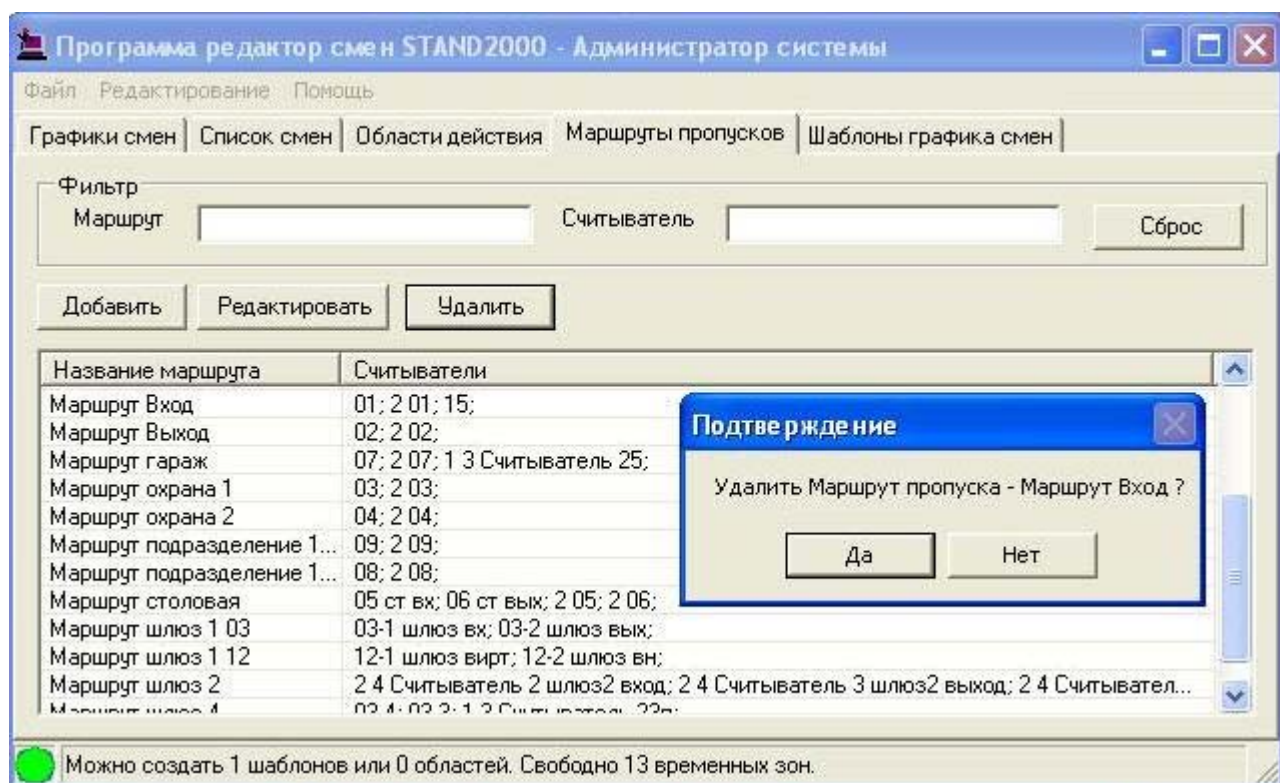 Программа редактор смен STAND2000 - Администратор системы
Файл Редактирование Помощь
Графики смен Список смен Области действия Маршруты пропусков Шаблоны графика смен
Фильтр
Маршрут Считыватель Сброс
Добавить Редактировать Удалить
Название маршрута Считыватели
Маршрут Вход 01; 2 01; 15;
Маршрут Выход 02; 2 02;
Маршрут гараж 07; 2 07; 1 3 Считыватель 25;
Маршрут охрана 1 03; 2 03;
Маршрут охрана 2 04; 2 04;
Маршрут подразделение 1... 09; 2 09;
Маршрут подразделение 1... 08; 2 08;
Маршрут столовая 05 ст вх; 06 ст вых; 2 05; 2 06;
Маршрут шлюз 1 03 03-1 шлюз вх; 03-2 шлюз вых;
Маршрут шлюз 1 12 12-1 шлюз вирт; 12-2 шлюз вн;
Маршрут шлюз 2 2 4 Считыватель 2 шлюз2 вход; 2 4 Считыватель 3 шлюз2 выход; 2 4 Считывател...
Маршрут шлюз 4
Подтверждение
Удалить Маршрут пропуска - Маршрут Вход ?
Да Нет
Можно создать 1 шаблонов или 0 областей. Свободно 13 временных зон.